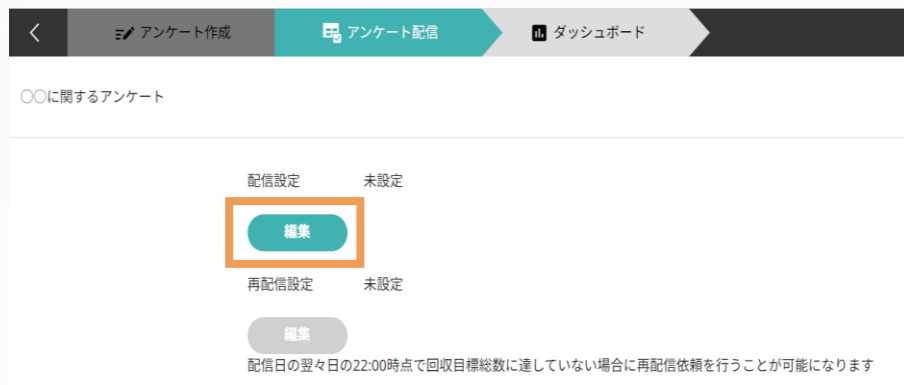 アンケート作成 アンケート配信 ダッシュボード
○○に関するアンケート
配信設定 未設定
編集
再配信設定 未設定
編集
配信日の翌々日の22:00時点で回収目標総数に達していない場合に再配信依頼を行うことが可能になります